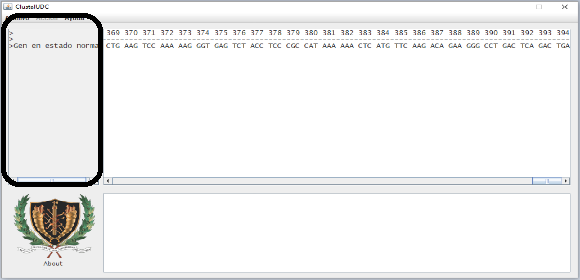 ClustalUDC
Ayuda
>
369 370 371 372 373 374 375 376 377 378 379 380 381 382 383 384 385 386 387 388 389 390 391 392 393 394
>
>Gen en estado norma CTG AAG TCC AAA AAG GGT GAG TCT ACC TCC CGC CAT AAA AAA CTC ATG TTC AAG ACA GAA GGG CCT GAC TCA GAC TGA
About